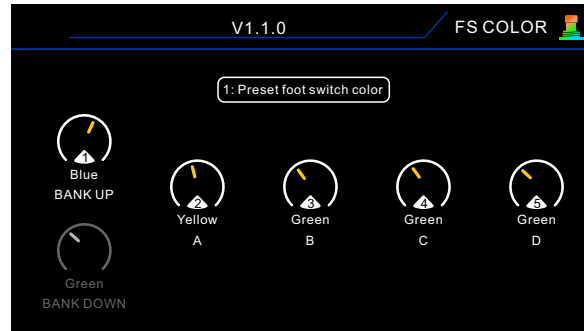 V1.1.0
FS COLOR
1: Preset foot switch color
1
Blue
BANK UP
2
Yellow
A
3
Green
B
4
Green
C
5
Green
D
Green
BANK DOWN